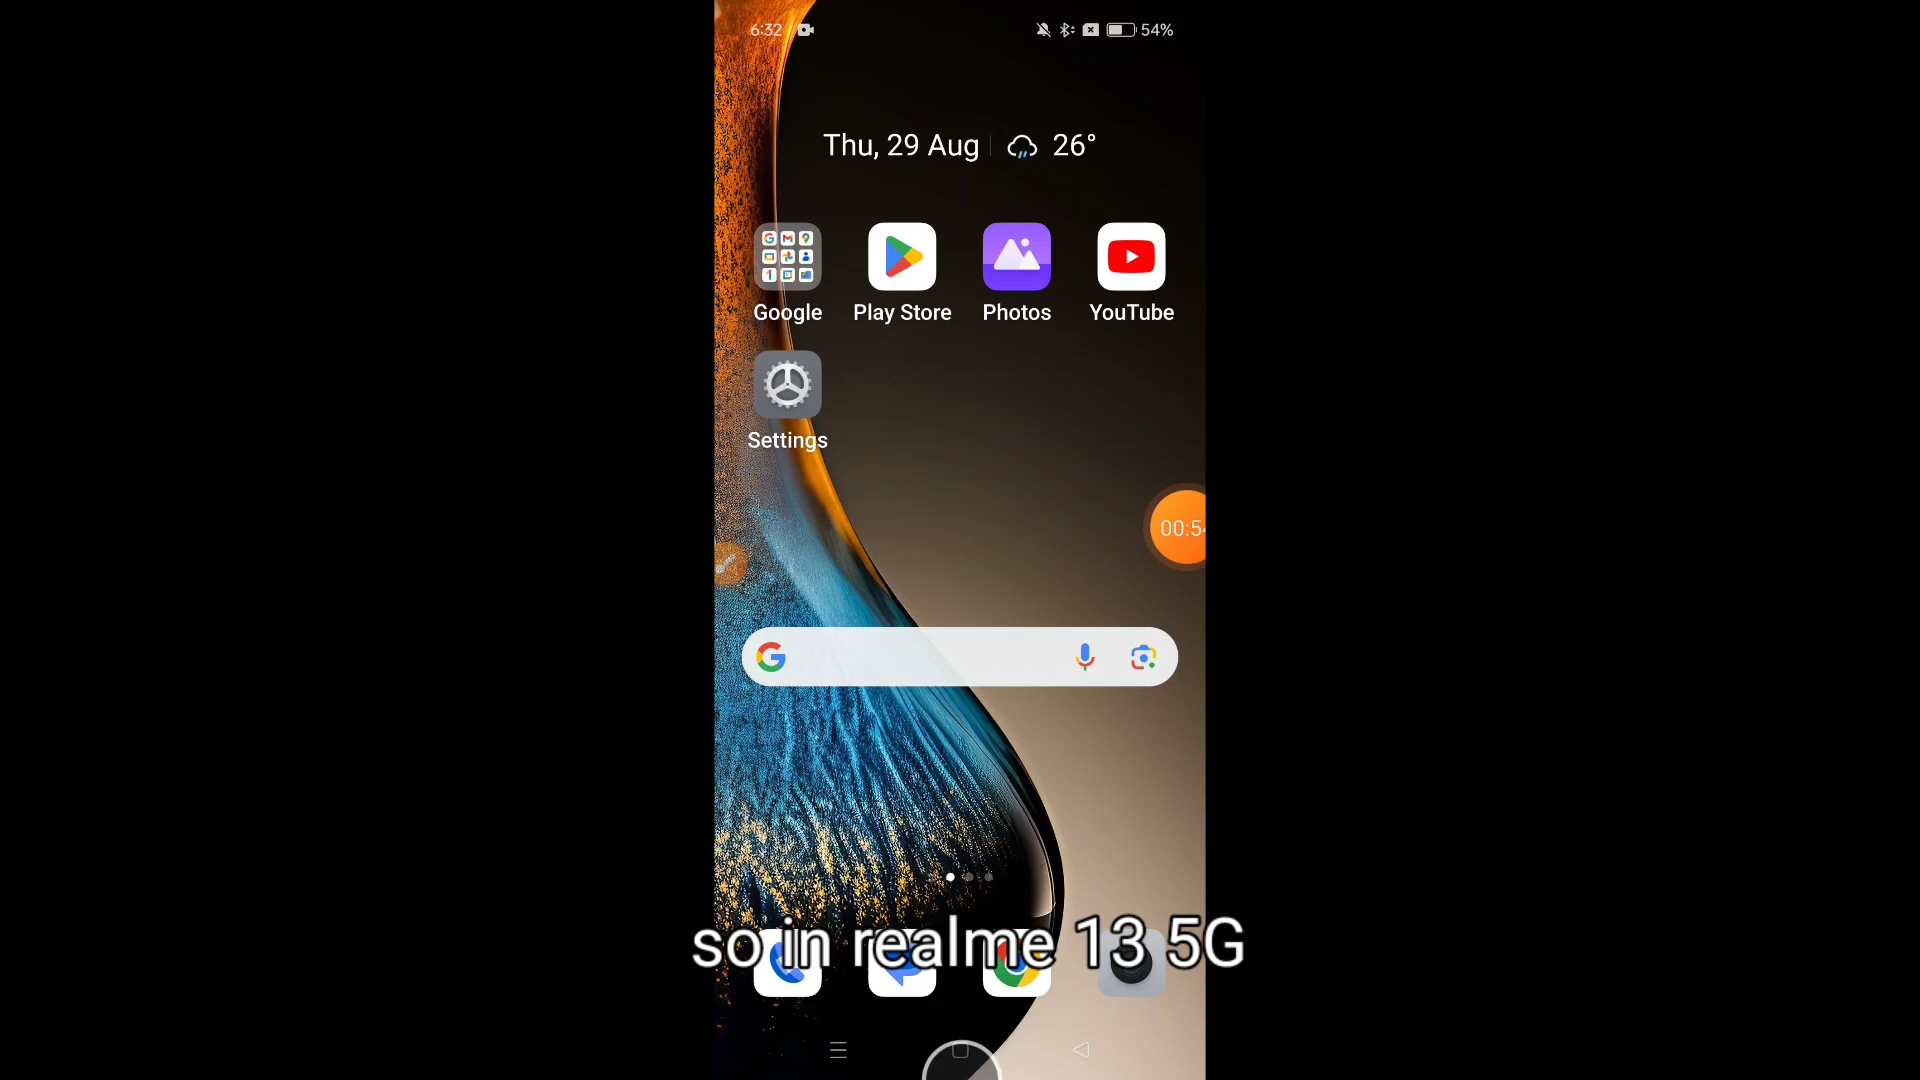 6:32 54%
Thu, 29 Aug 26°
Google Play Store Photos YouTube
Settings
00:54
so in realme 13 5G